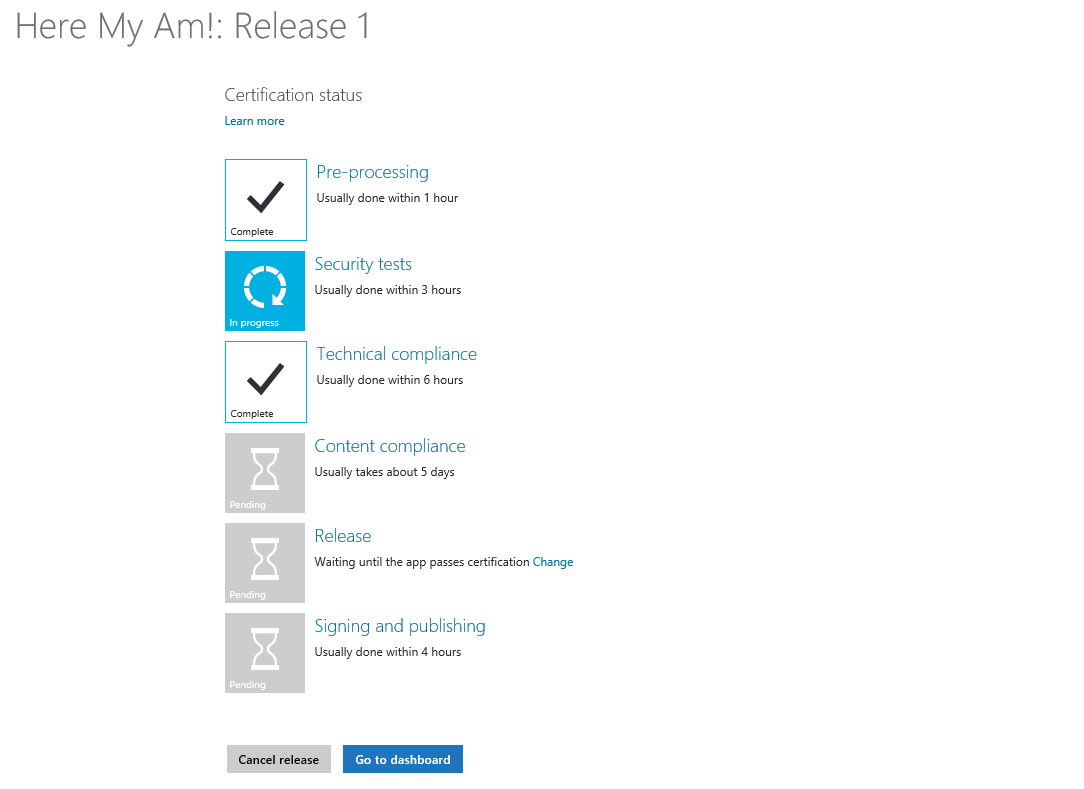 Here My Am!: Release 1
Certification status
Learn more
Pre-processing
Usually done within 1 hour
Complete
Security tests
Usually done within 3 hours
In progress
Technical compliance
Usually done within 6 hours
Complete
Content compliance
Usually takes about 5 days
Pending
Release
Waiting until the app passes certification Change
Pending
Signing and publishing
Usually done within 4 hours
Pending
Cancel release
Go to dashboard